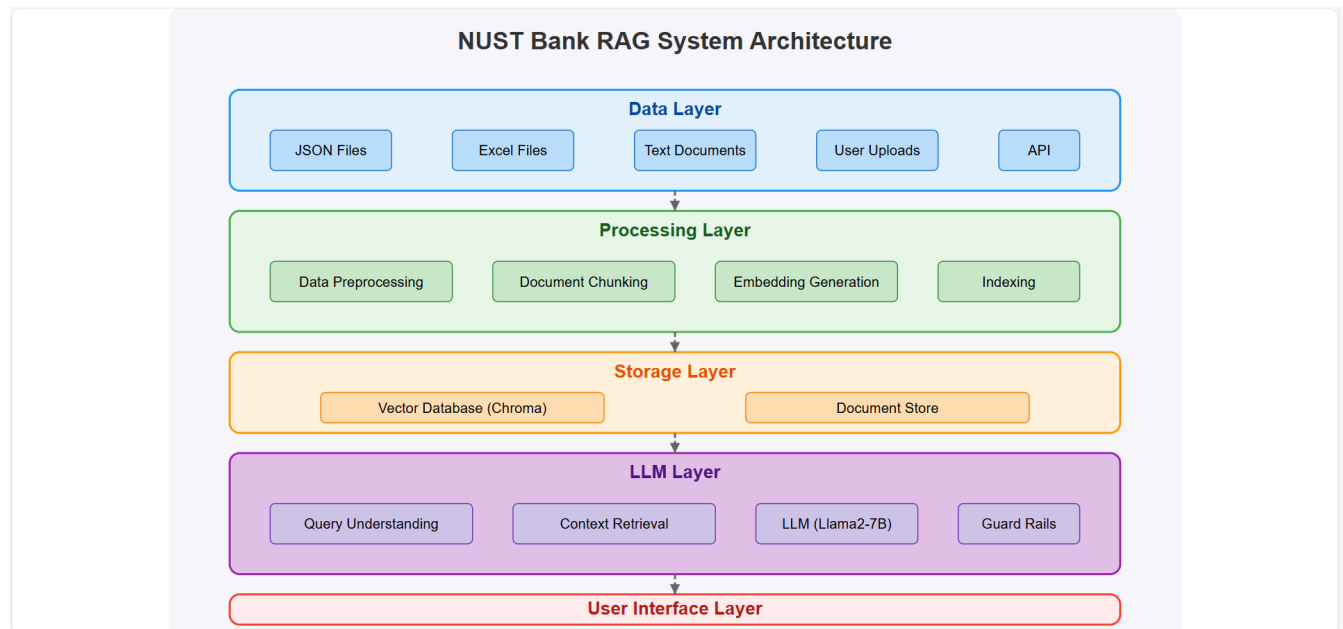 NUST Bank RAG System Architecture
Data Layer
JSON Files
Excel Files
Text Documents
User Uploads
API
Processing Layer
Data Preprocessing
Document Chunking
Embedding Generation
Indexing
Storage Layer
Vector Database (Chroma)
Document Store
LLM Layer
Query Understanding
Context Retrieval
LLM (Llama2-7B)
Guard Rails
User Interface Layer